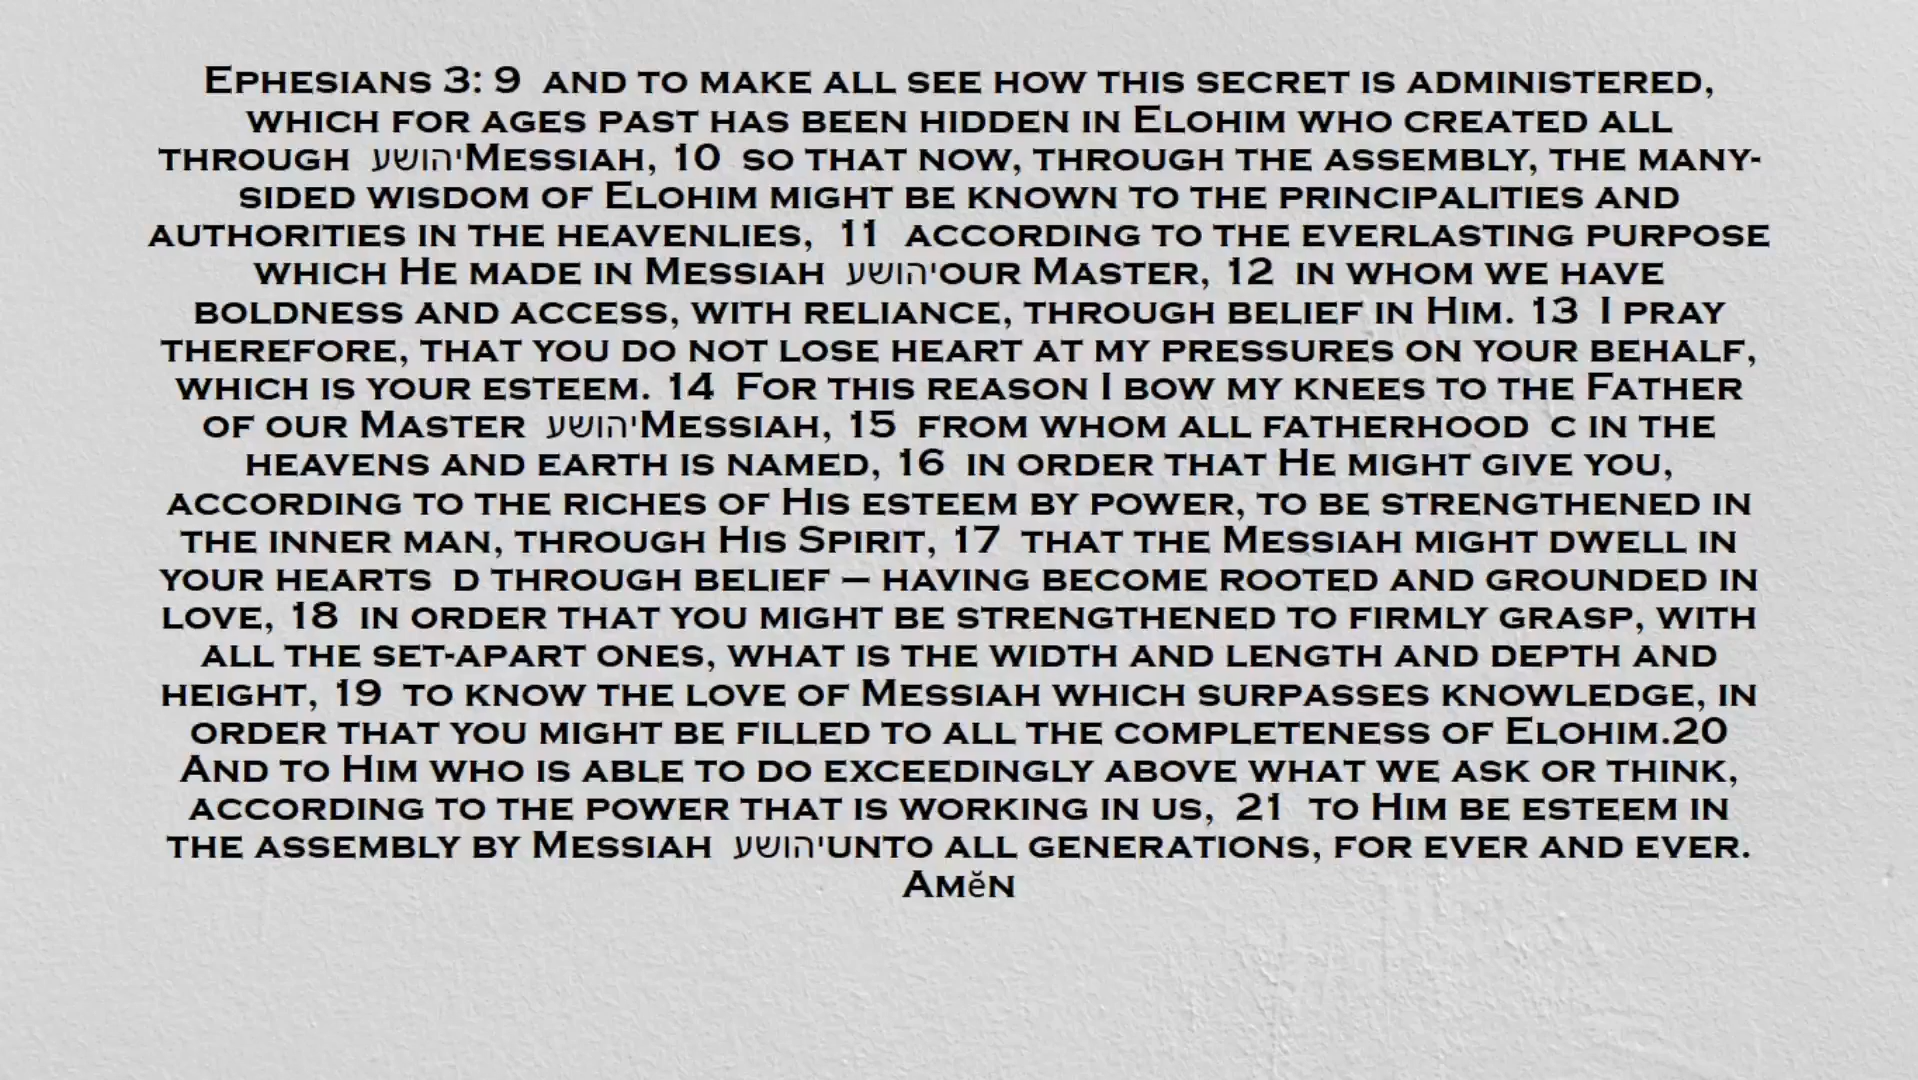 Ephesians 3: 9 and to make all see how this secret is administered,
which for ages past has been hidden in Elohim who created all
through יהושע Messiah, 10 so that now, through the assembly, the many-
sided wisdom of Elohim might be known to the principalities and
authorities in the heavenlies, 11 according to the everlasting purpose
which He made in Messiah יהושע our Master, 12 in whom we have
boldness and access, with reliance, through belief in Him. 13 I pray
therefore, that you do not lose heart at my pressures on your behalf,
which is your esteem. 14 For this reason I bow my knees to the Father
of our Master יהושע Messiah, 15 from whom all fatherhood c in the
heavens and earth is named, 16 in order that He might give you,
according to the riches of His esteem by power, to be strengthened in
the inner man, through His Spirit, 17 that the Messiah might dwell in
your hearts d through belief – having become rooted and grounded in
love, 18 in order that you might be strengthened to firmly grasp, with
all the set-apart ones, what is the width and length and depth and
height, 19 to know the love of Messiah which surpasses knowledge, in
order that you might be filled to all the completeness of Elohim.20
And to Him who is able to do exceedingly above what we ask or think,
according to the power that is working in us, 21 to Him be esteem in
the assembly by Messiah יהושע unto all generations, for ever and ever.
Amĕn